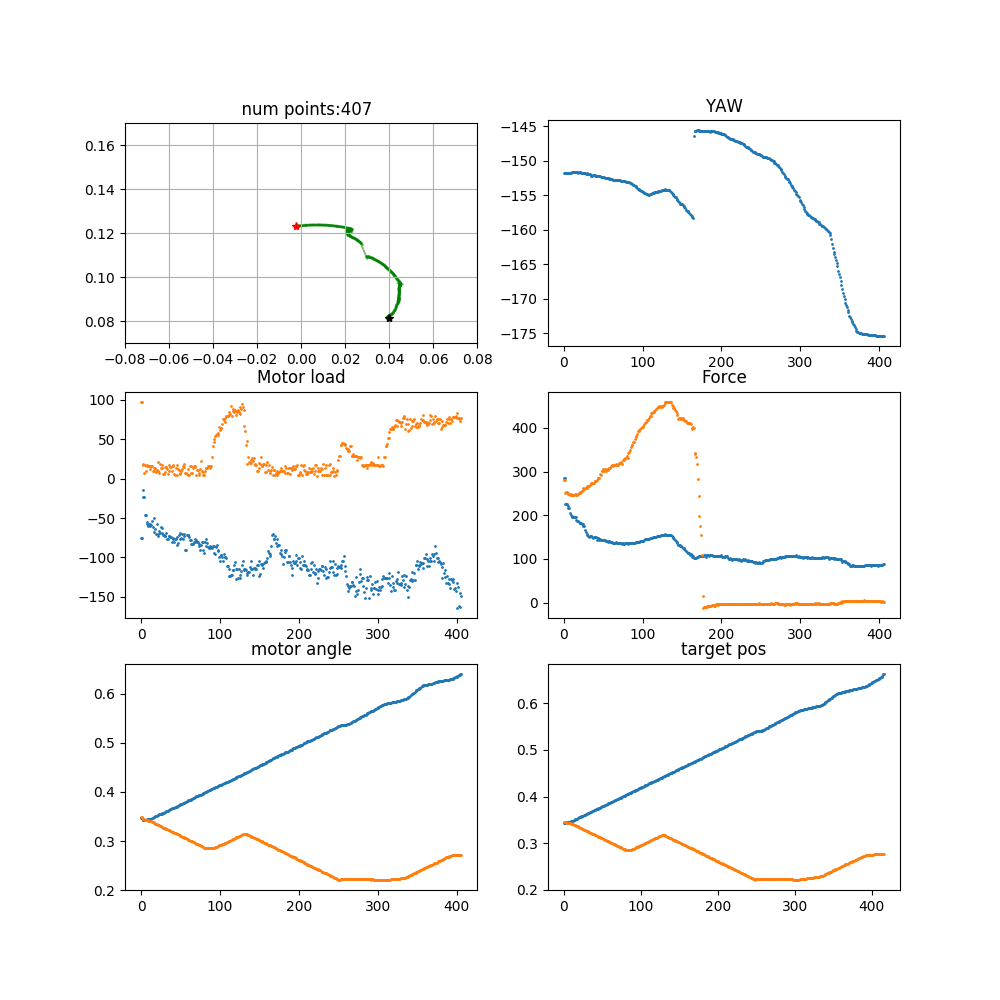 num points:407
YAW
0.16
0.14
0.12
0.10
0.08
−0.08 −0.06 −0.04 −0.02 0.00 0.02 0.04 0.06 0.08
−145
−150
−155
−160
−165
−170
−175
0 100 200 300 400
Motor load
Force
100
50
0
−50
−100
−150
0 100 200 300 400
400
300
200
100
0
0 100 200 300 400
motor angle
target pos
0.6
0.5
0.4
0.3
0.2
0 100 200 300 400
0.6
0.5
0.4
0.3
0.2
0 100 200 300 400